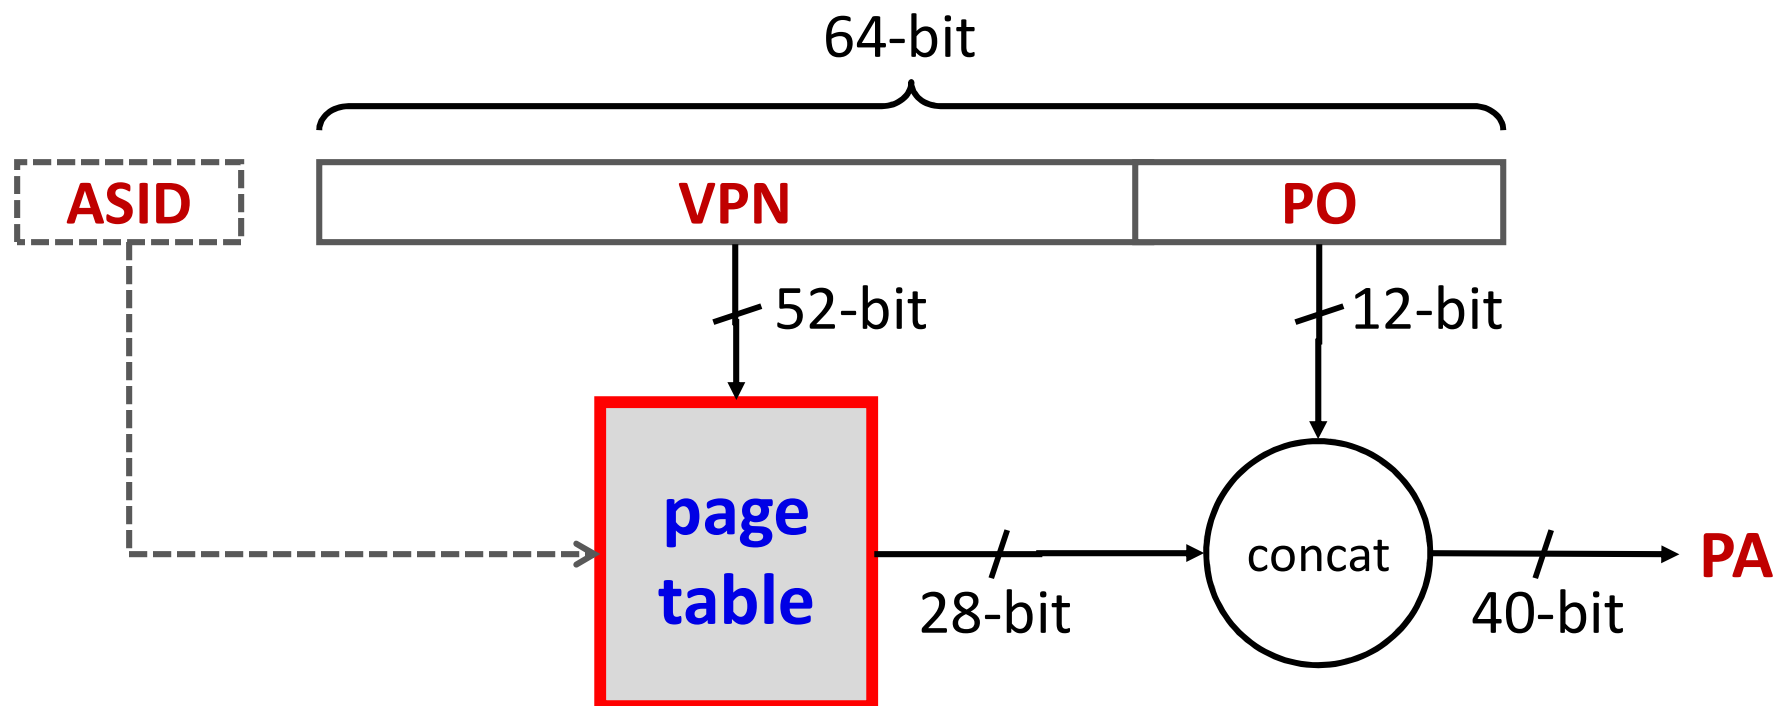 64-bit
ASID
VPN
PO
52-bit
12-bit
page
table
28-bit
concat
40-bit
PA